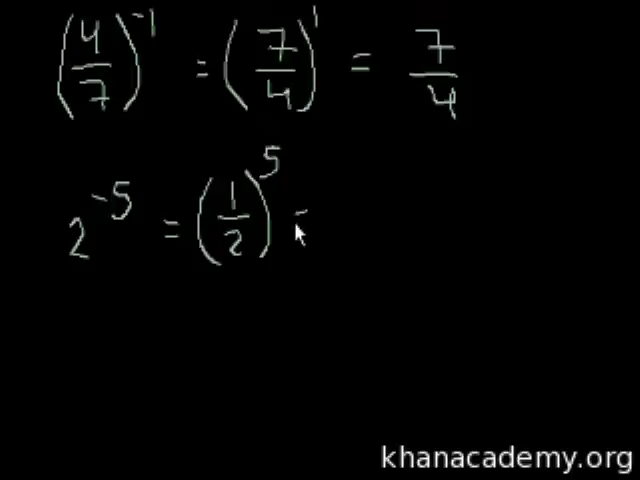 (4/7)^-1 = (7/4)^1 = 7/4
2^-5 = (1/2)^5 =
khanacademy.org